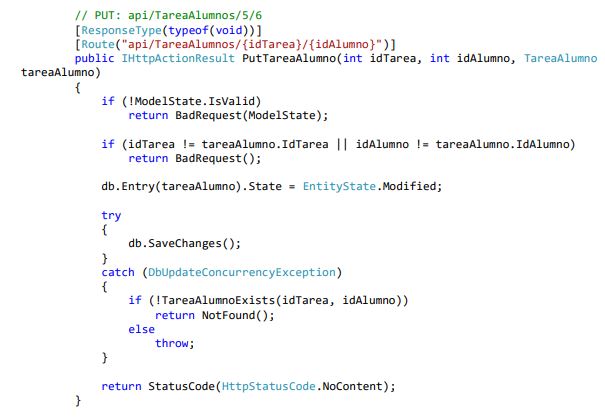 // PUT: api/TareaAlumnos/5/6
[ResponseType(typeof(void))]
[Route("api/TareaAlumnos/{idTarea}/{idAlumno}")]
public IHttpActionResult PutTareaAlumno(int idTarea, int idAlumno, TareaAlumno
tareaAlumno)
{
if (!ModelState.IsValid)
return BadRequest(ModelState);
if (idTarea != tareaAlumno.IdTarea || idAlumno != tareaAlumno.IdAlumno)
return BadRequest();
db.Entry(tareaAlumno).State = EntityState.Modified;
try
{
db.SaveChanges();
}
catch (DbUpdateConcurrencyException)
{
if (!TareaAlumnoExists(idTarea, idAlumno))
return NotFound();
else
throw;
}
return StatusCode(HttpStatusCode.NoContent);
}